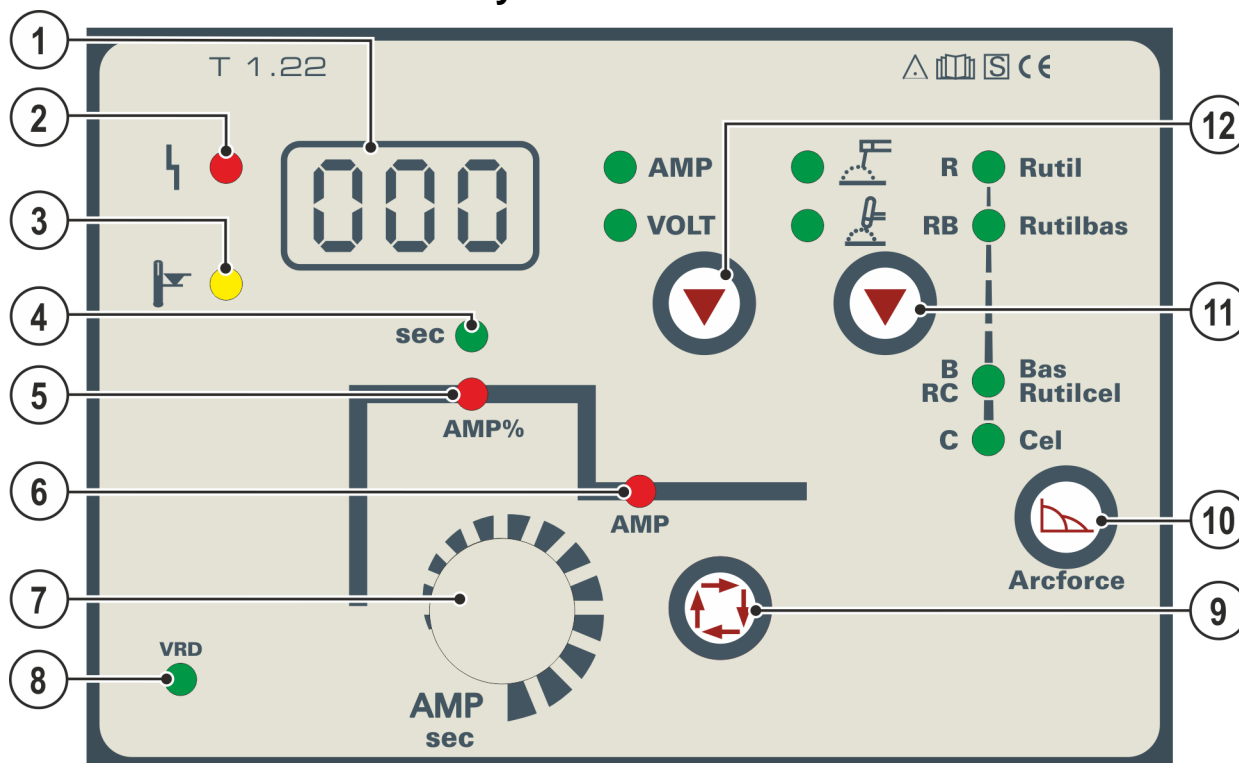 y
1
T 1.22
S CE
2
12
000
AMP
R Rutil
3
VOLT
RB Rutilbas
4
sec
11
5
B Bas
RC Rutilcel
AMP%
C Cel
6
AMP
10
Arcforce
7
9
VRD
8
AMP
sec